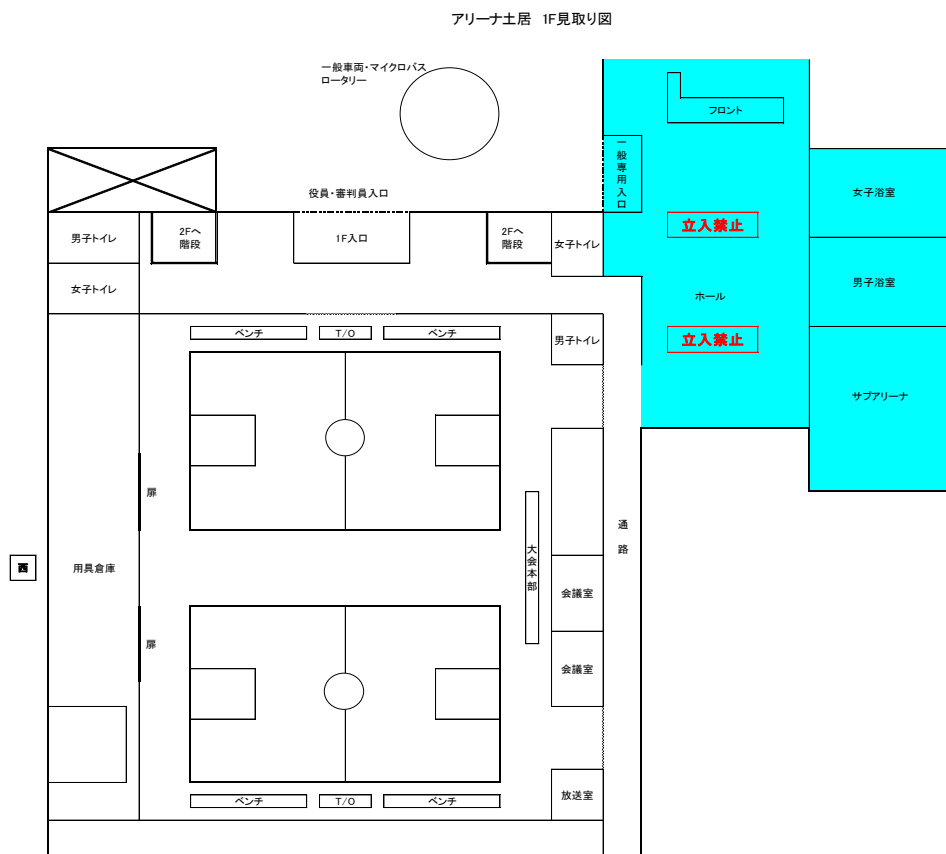 アリーナ土居 1F見取り図
一般車両・マイクロバス
ロータリー
フロント
一般専用入口
役員・審判員入口
女子浴室
男子トイレ
2Fへ
階段
1F入口
2Fへ
階段
女子トイレ
立入禁止
女子トイレ
ホール
男子浴室
ベンチ
T/O
ベンチ
男子トイレ
立入禁止
サブアリーナ
扉
通路
大会本部
西
用具倉庫
会議室
扉
会議室
ベンチ
T/O
ベンチ
放送室